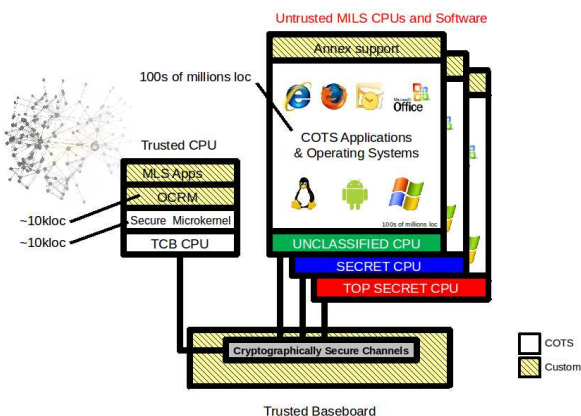 Untrusted MILS CPUs and Software
Annex support
100s of millions loc
Microsoft
Office
COTS Applications
& Operating Systems
Trusted CPU
MLS Apps
OCRM
~10kloc
Secure Microkernel
~10kloc
TCB CPU
100s of millions loc
UNCLASSIFIED CPU
SECRET CPU
TOP SECRET CPU
Cryptographically Secure Channels
COTS
Custom
Trusted Baseboard